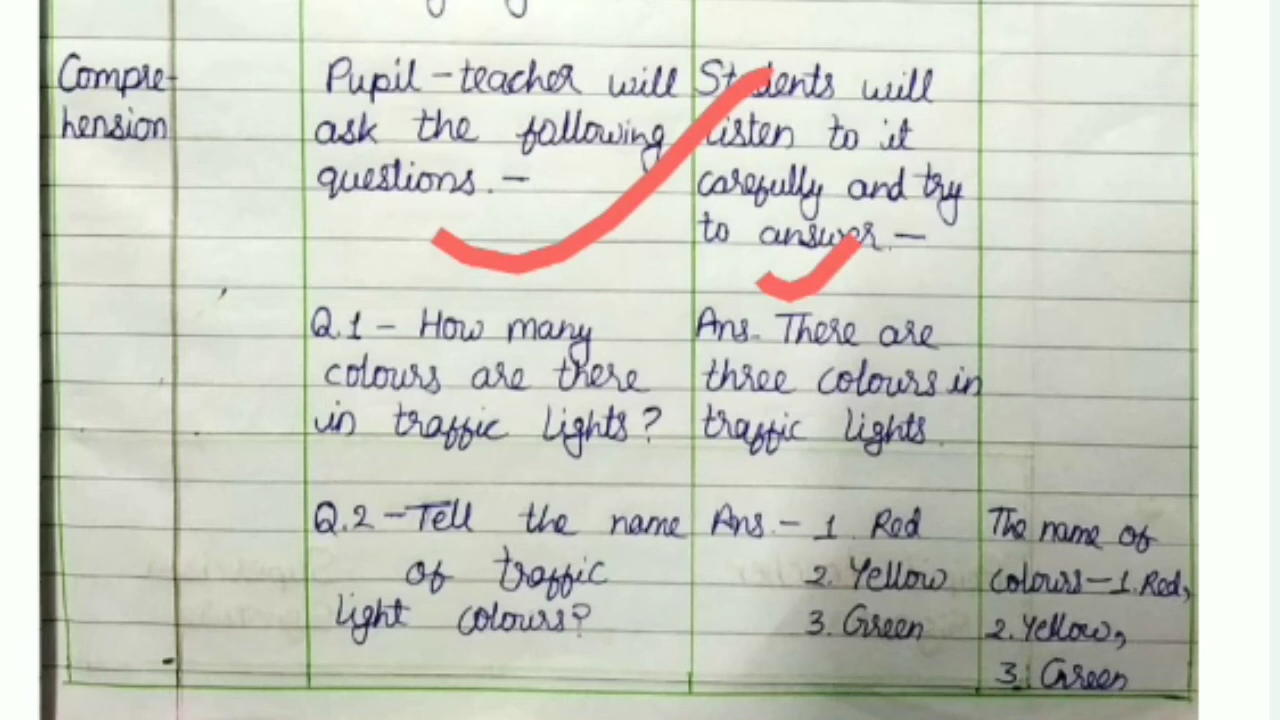 Compre-
hension
Pupil-teacher will
ask the following
questions.-
Students will
listen to it
carefully and try
to answer.-
Q.1 - How many
colours are there
in traffic lights?
Ans. There are
three colours in
traffic lights.
Q.2 - Tell the name
of traffic
light colours?
Ans.- 1. Red
2. Yellow
3. Green
The name of
colours-1. Red,
2. Yellow,
3. Green